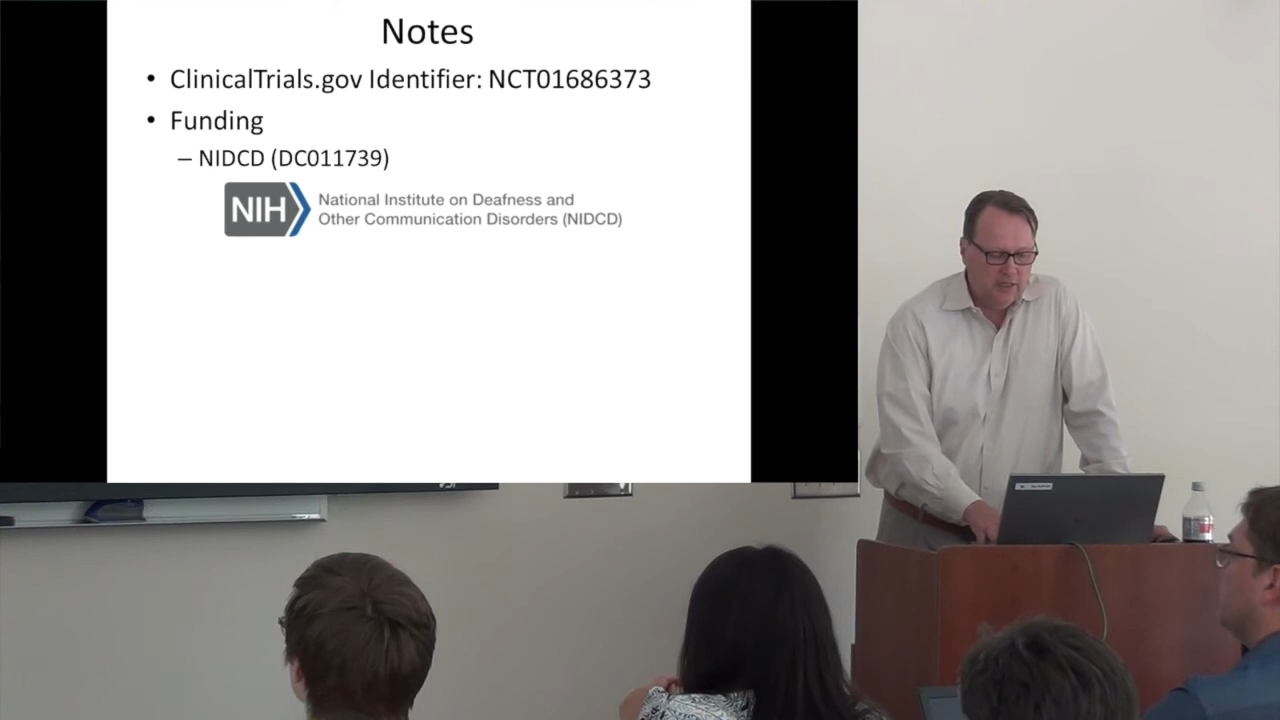 Notes
• ClinicalTrials.gov Identifier: NCT01686373
• Funding
– NIDCD (DC011739)
NIH
National Institute on Deafness and
Other Communication Disorders (NIDCD)